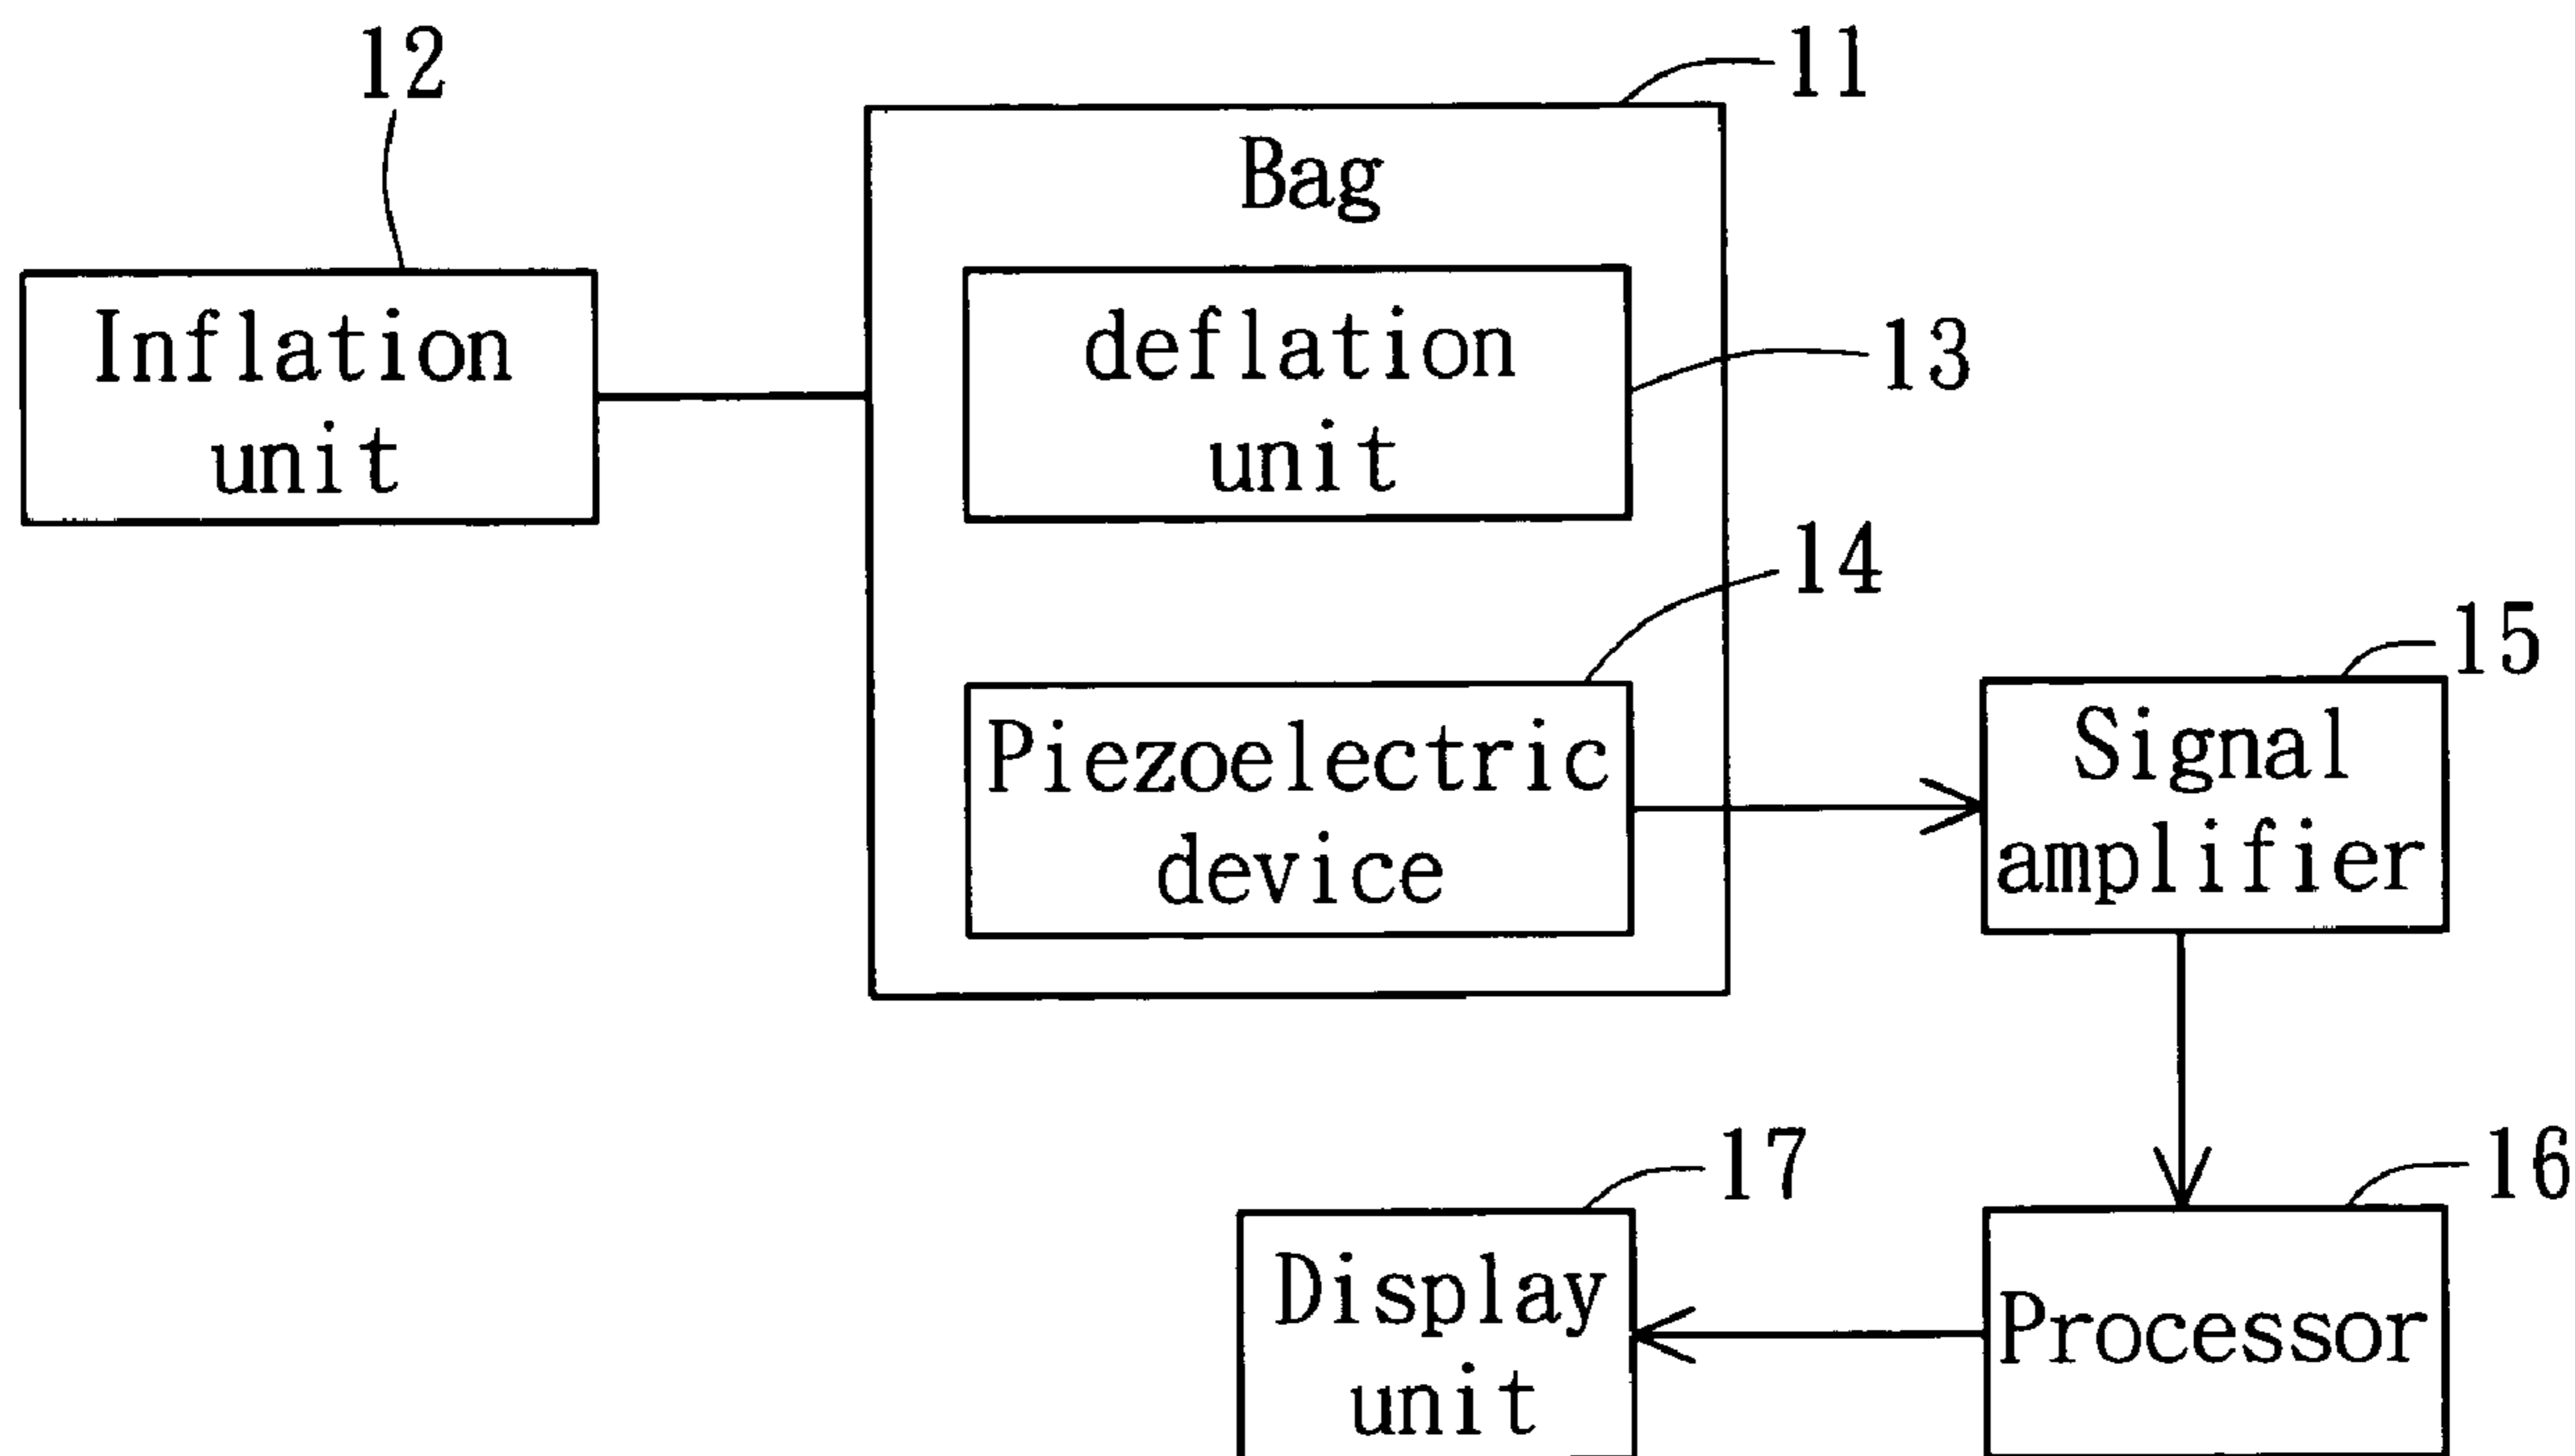 12
11
Bag
Inflation
unit
deflation
unit
13
14
Piezoelectric
device
15
Signal
amplifier
17
Display
unit
16
Processor